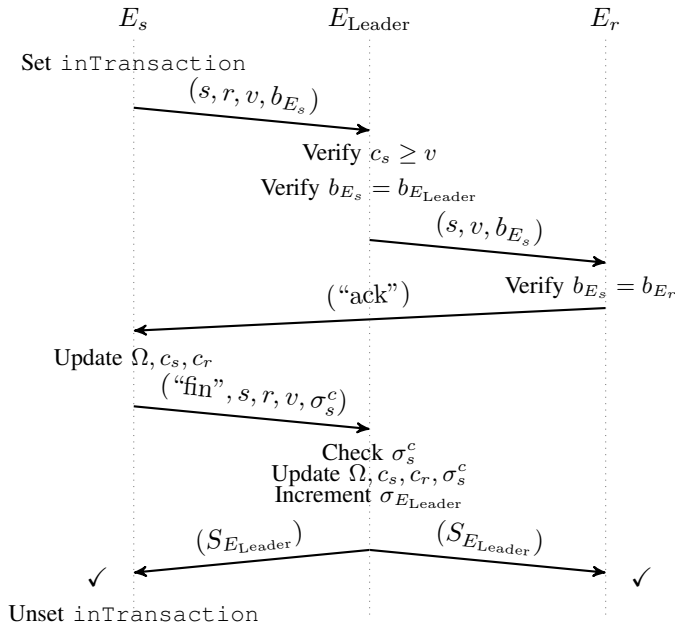 E_s E_Leader E_r
Set inTransaction
(s, r, v, b_{E_s})
Verify c_s ≥ v
Verify b_{E_s} = b_{E_Leader}
(s, v, b_{E_s})
Verify b_{E_s} = b_{E_r}
(“ack”)
Update Ω, c_s, c_r
(“fin”, s, r, v, σ_s^c)
Check σ_s^c
Update Ω, c_s, c_r, σ_s^c
Increment σ_{E_Leader}
(S_{E_Leader}) (S_{E_Leader})
✓ ✓
Unset inTransaction